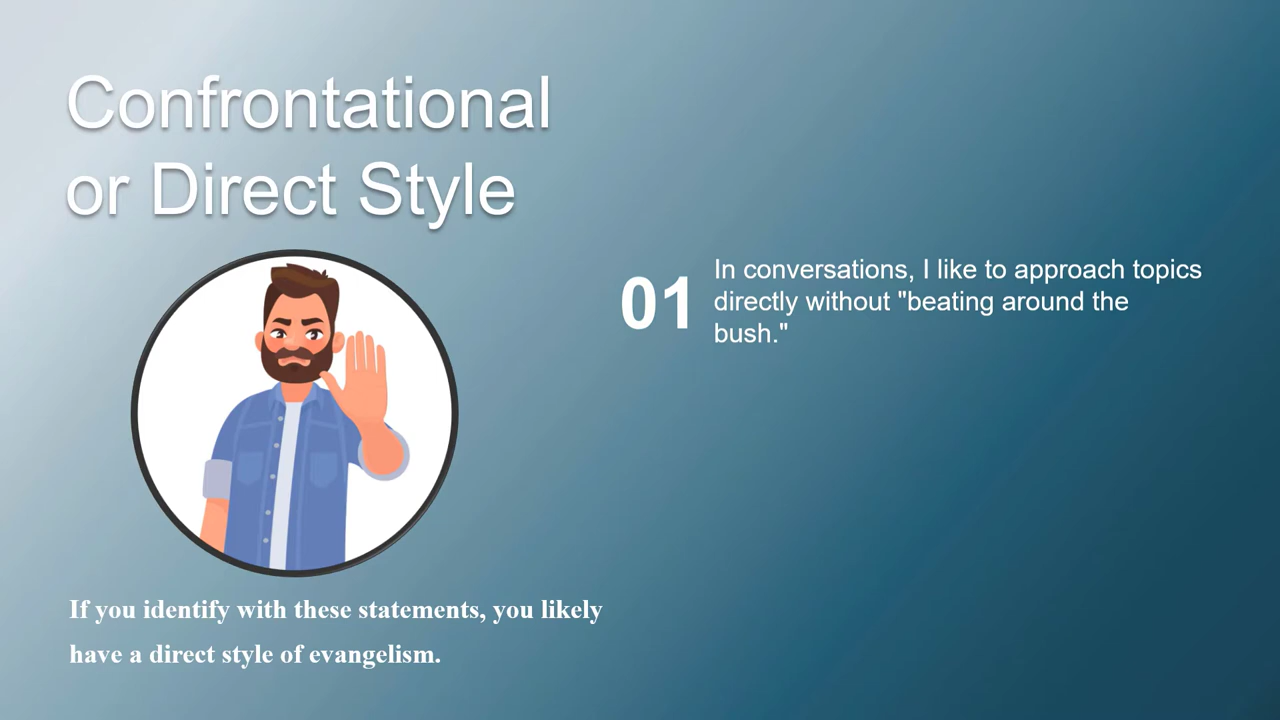 Confrontational
or Direct Style
01
In conversations, I like to approach topics
directly without "beating around the
bush."
If you identify with these statements, you likely
have a direct style of evangelism.